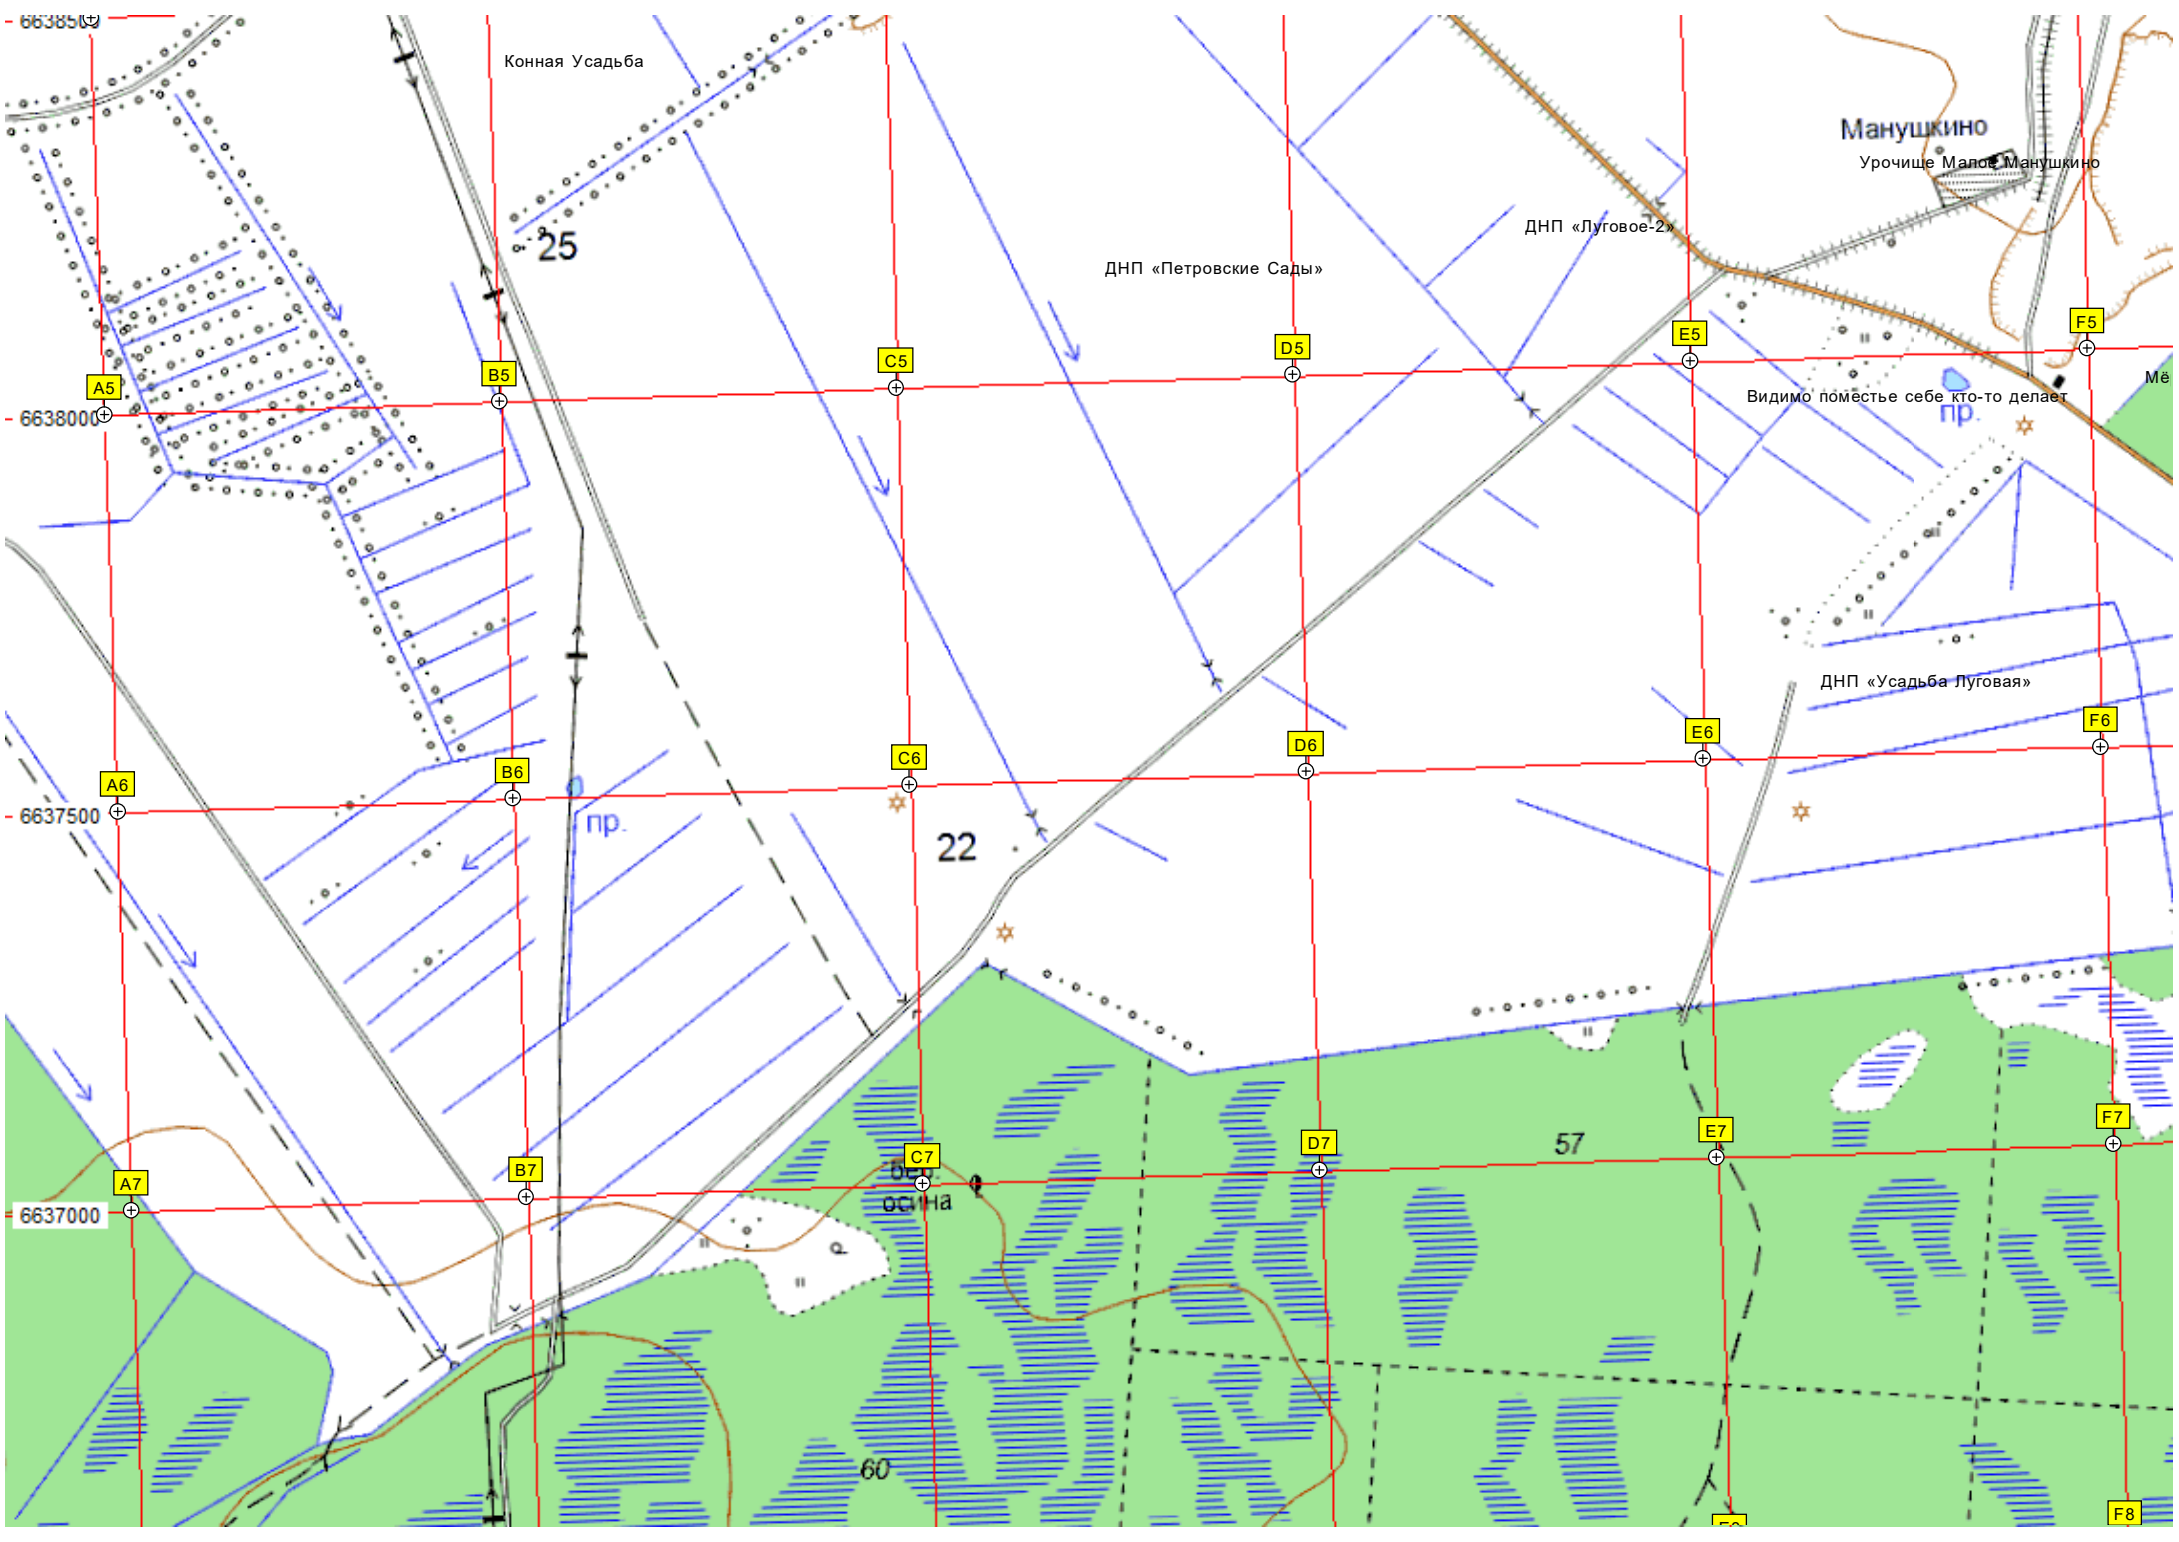 6638500
Конная Усадьба
Манушкино
Урочище Малое Манушкино
ДНП «Луговое-2»
25
ДНП «Петровские Сады»
F5
E5
D5
C5
B5
A5
Мё
Видимо поместье себе кто-то делает
пр.
6638000
ДНП «Усадьба Луговая»
F6
E6
D6
C6
B6
A6
6637500
пр.
22
F7
E7
D7
57
C7
B7
A7
осина
6637000
60
F8